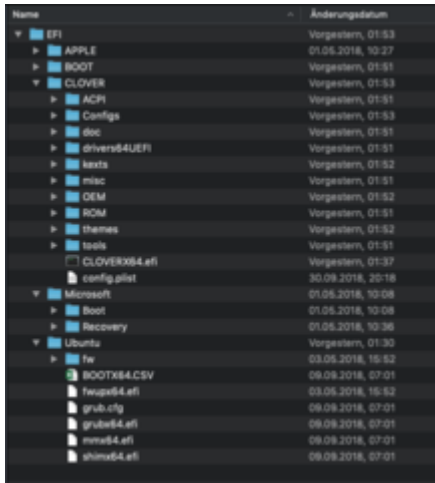 Name Änderungsdatum
EFI Vorgestern, 01:53
APPLE 01.05.2018, 10:27
BOOT Vorgestern, 01:51
CLOVER Vorgestern, 01:53
ACPI Vorgestern, 01:51
Configs Vorgestern, 01:53
doc Vorgestern, 01:51
drivers64UEFI Vorgestern, 01:51
kexts Vorgestern, 01:52
misc Vorgestern, 01:51
OEM Vorgestern, 01:52
ROM Vorgestern, 01:51
themes Vorgestern, 01:52
tools Vorgestern, 01:51
CLOVERX64.efi Vorgestern, 01:37
config.plist 30.09.2018, 20:18
Microsoft 01.05.2018, 10:08
Boot 01.05.2018, 10:08
Recovery 01.05.2018, 10:36
Ubuntu Vorgestern, 01:30
fw 03.05.2018, 15:52
BOOTX64.CSV 09.09.2018, 07:01
fwupx64.efi 03.05.2018, 15:52
grub.cfg 09.09.2018, 07:01
grubx64.efi 09.09.2018, 07:01
mmx64.efi 09.09.2018, 07:01
shimx64.efi 09.09.2018, 07:01